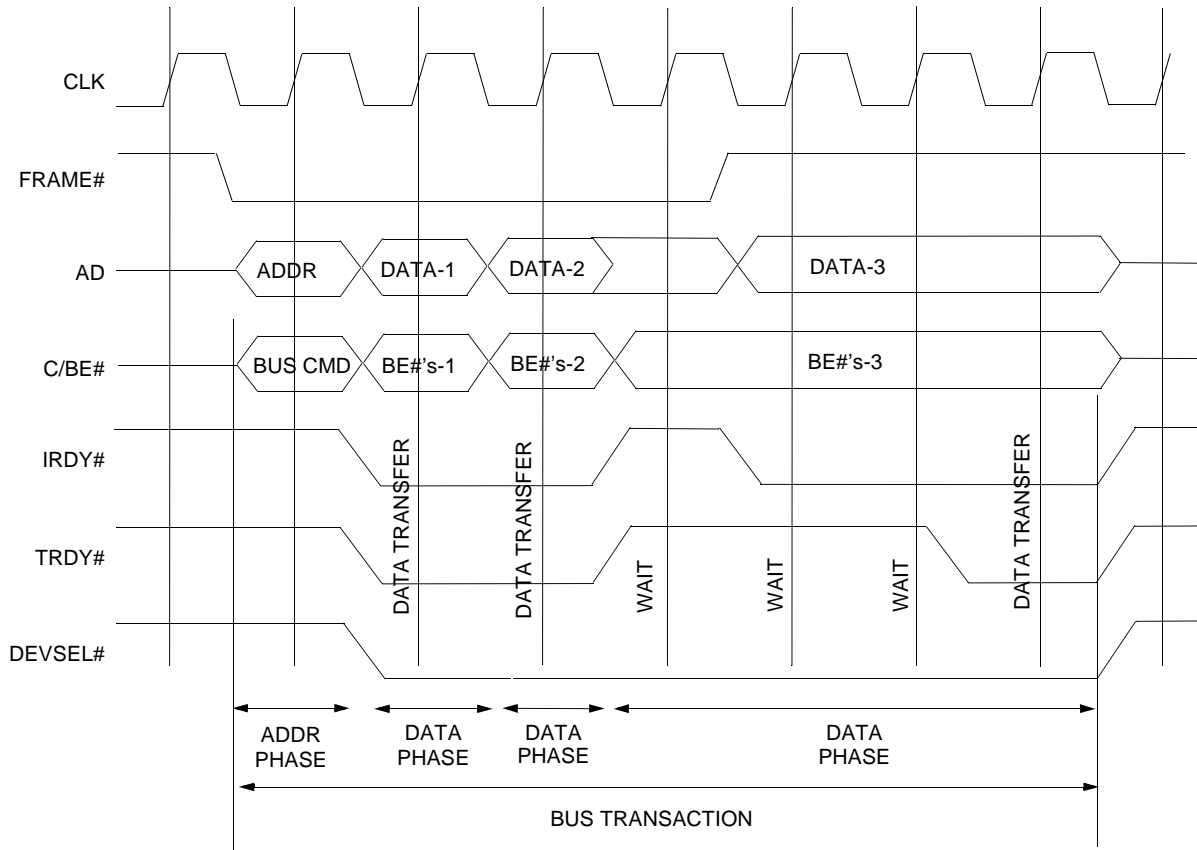 CLK
FRAME#
AD
ADDR
DATA-1
DATA-2
DATA-3
C/BE#
BUS CMD
BE#'s-1
BE#'s-2
BE#'s-3
IRDY#
TRDY#
DATA TRANSFER
DATA TRANSFER
WAIT
WAIT
WAIT
DATA TRANSFER
DEVSEL#
ADDR
PHASE
DATA
PHASE
DATA
PHASE
DATA
PHASE
BUS TRANSACTION